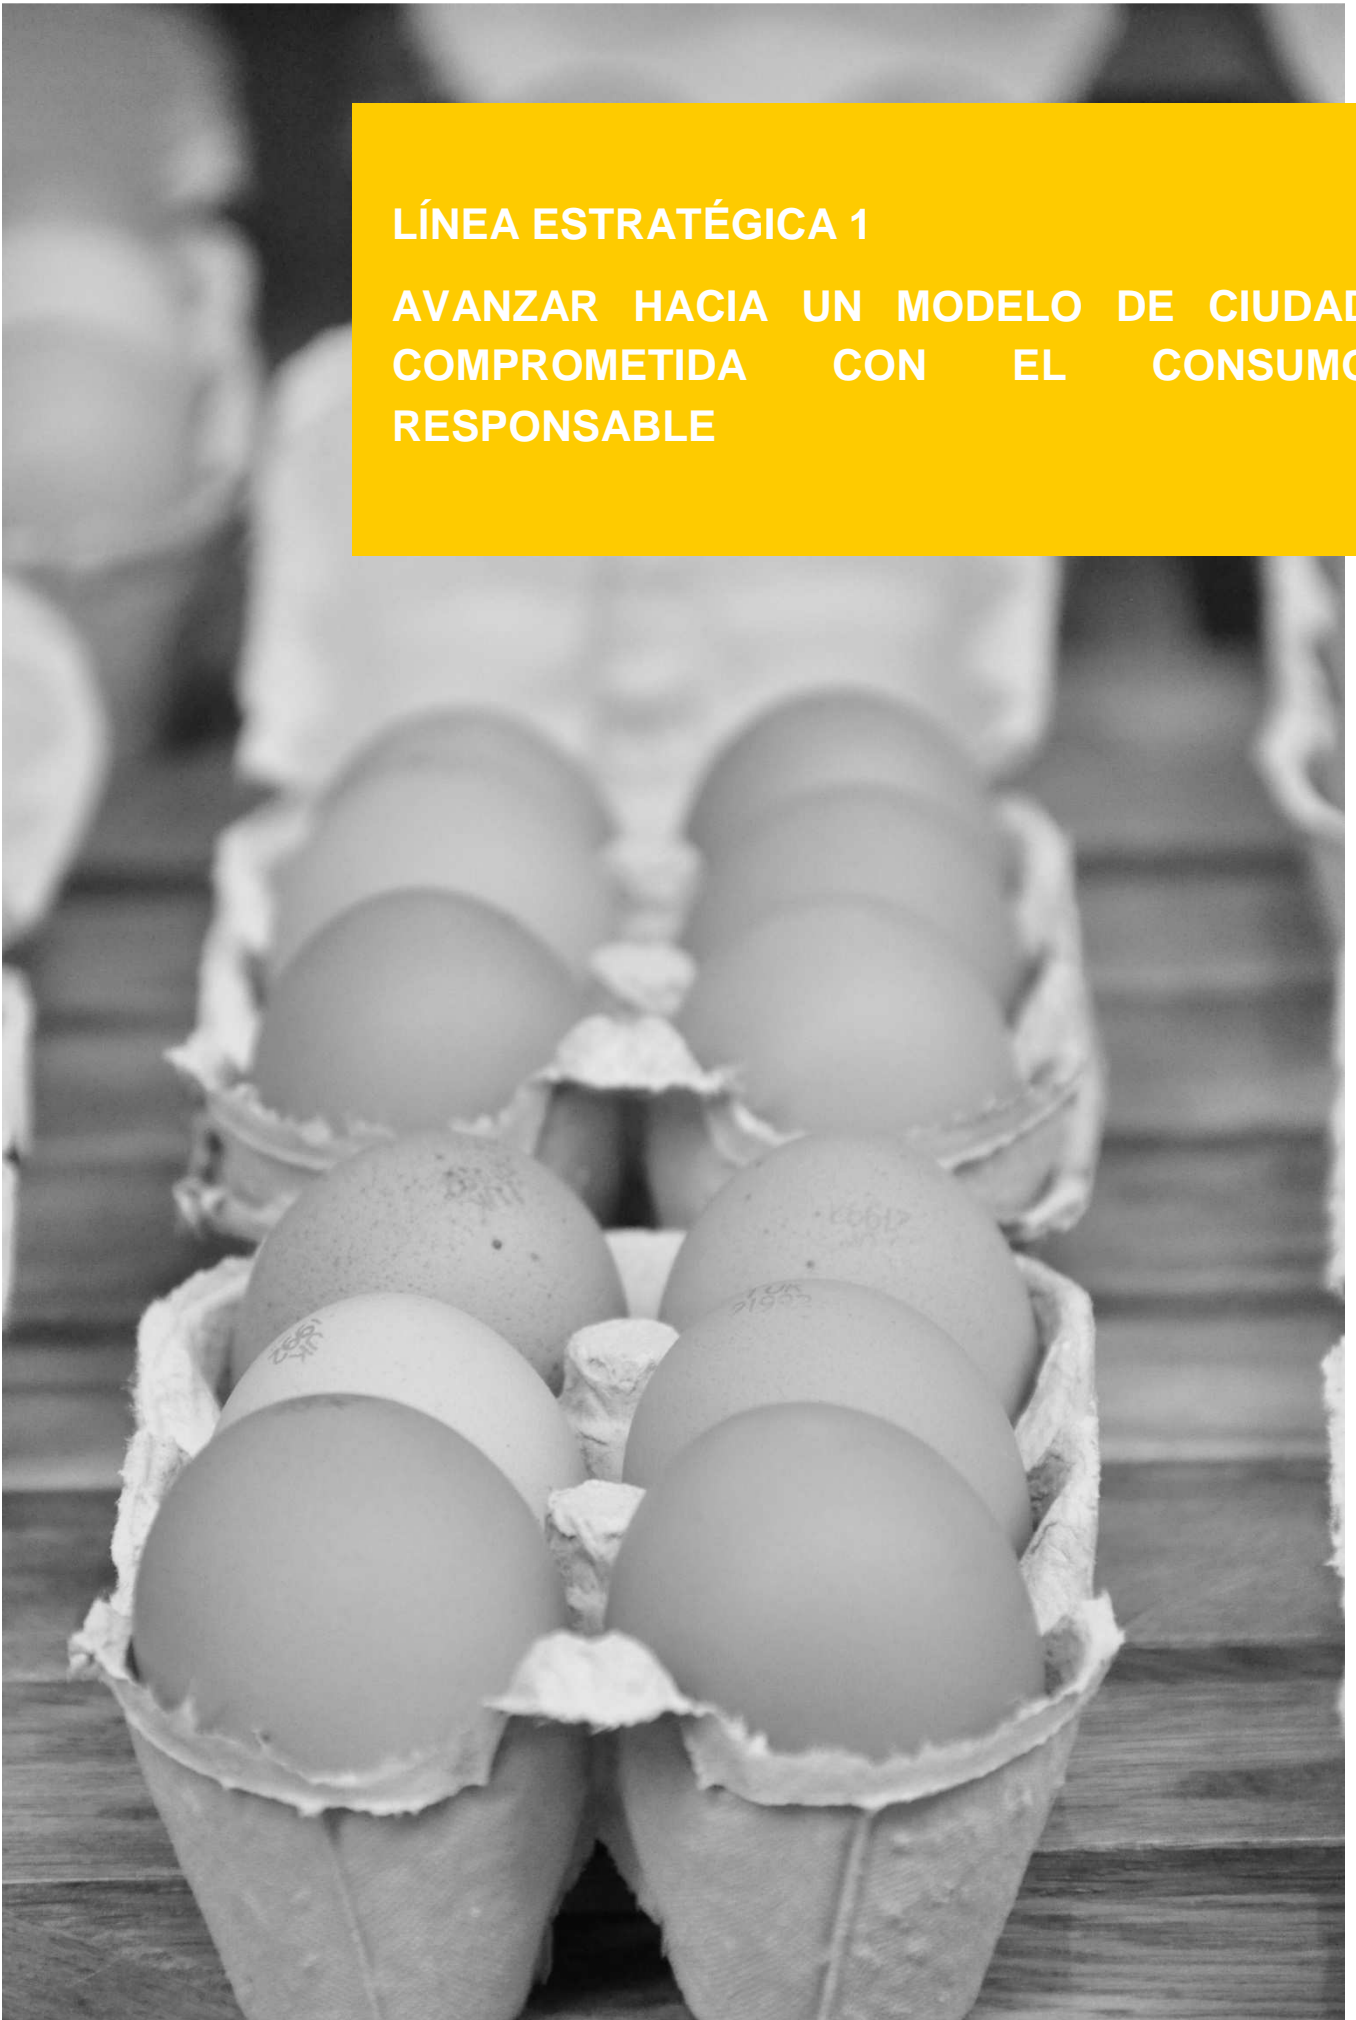 LÍNEA ESTRATÉGICA 1
AVANZAR HACIA UN MODELO DE CIUDAD
COMPROMETIDA CON EL CONSUMO
RESPONSABLE